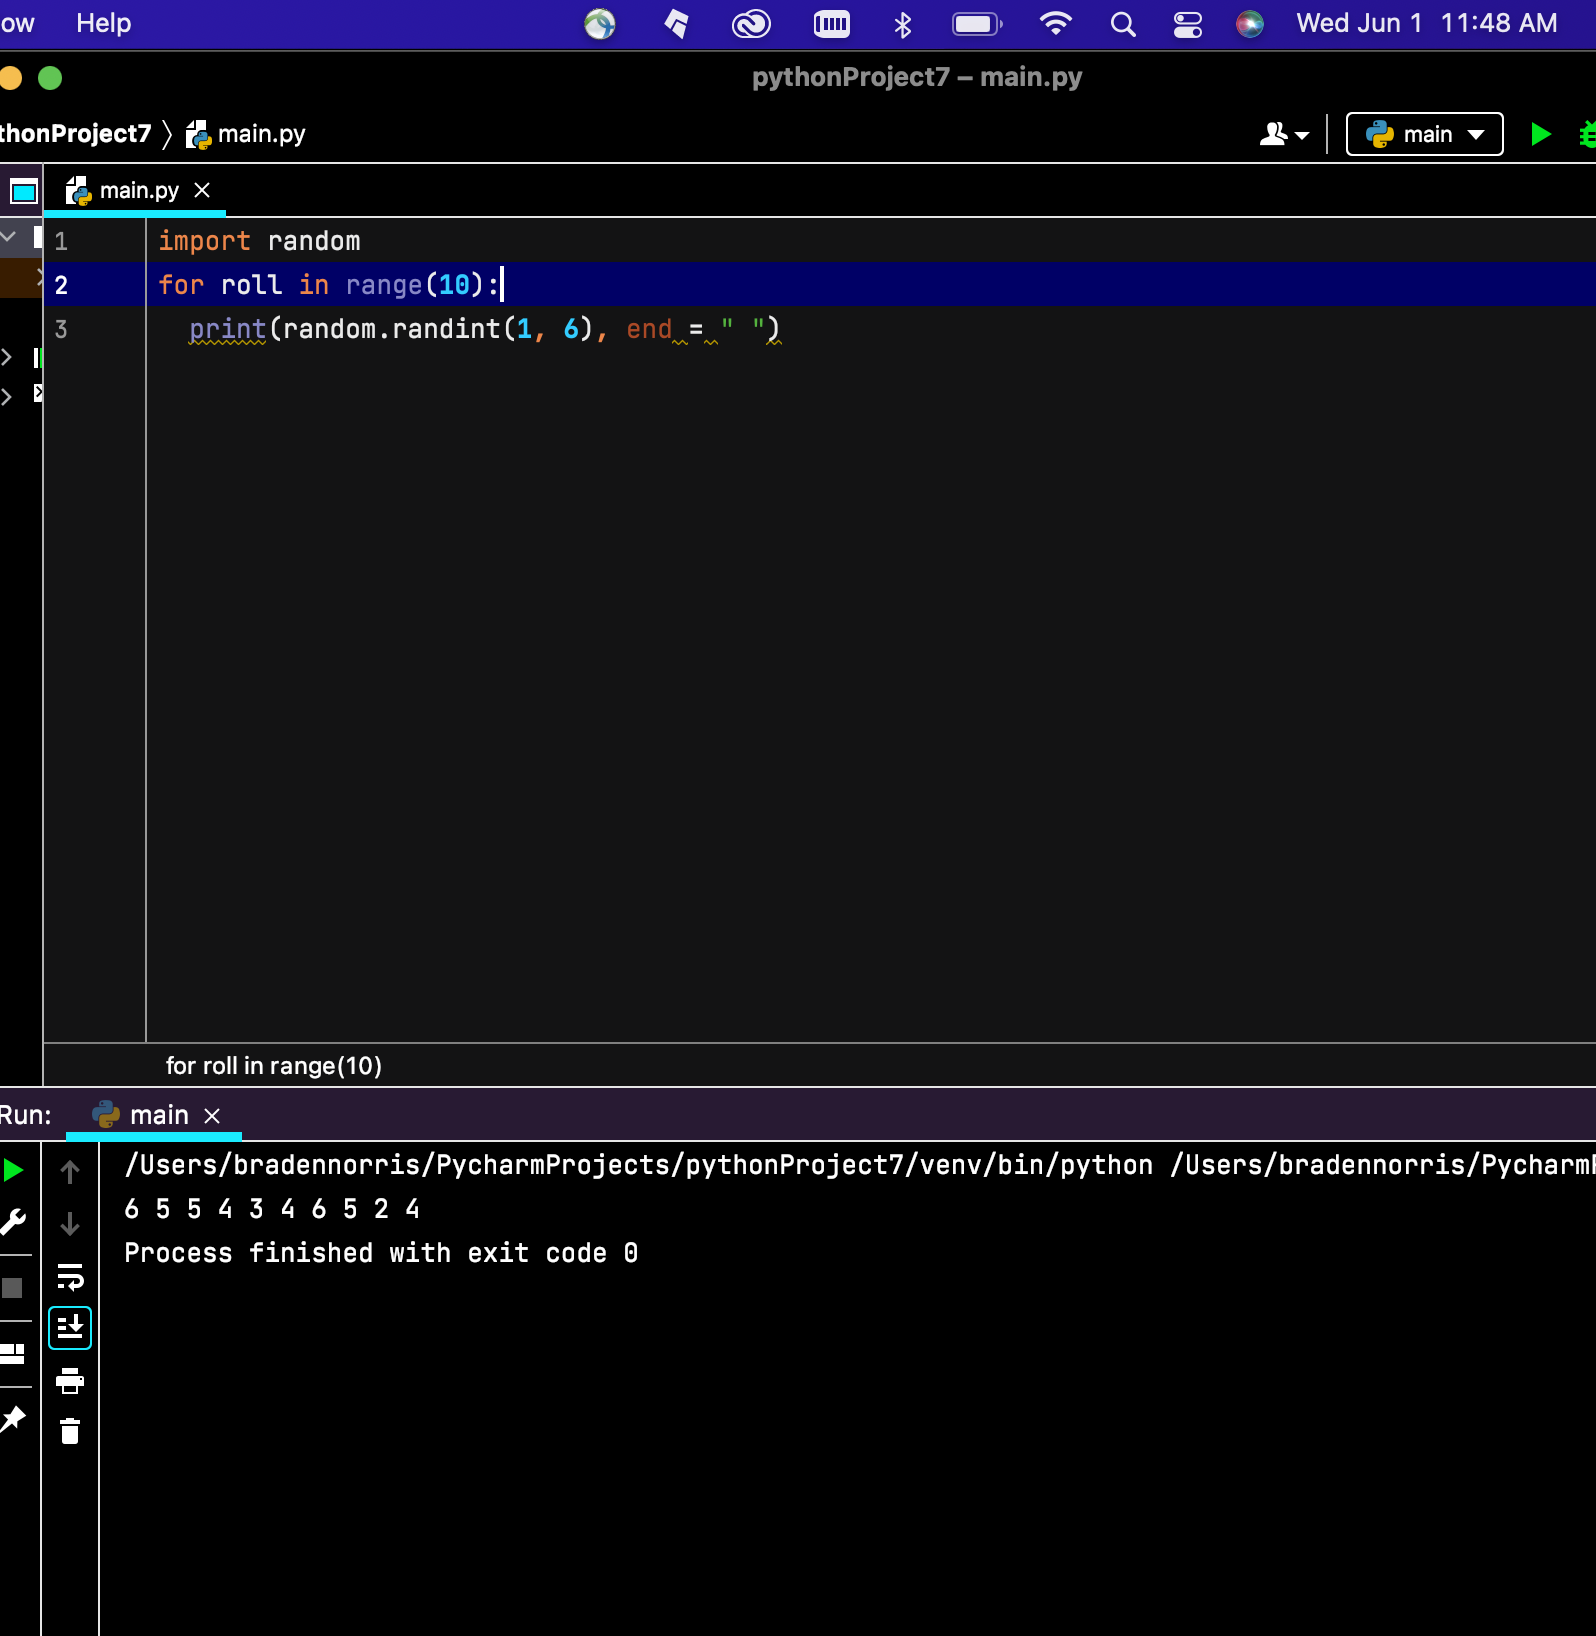 ow Help Wed Jun 1 11:48 AM
pythonProject7 – main.py
thonProject7 main.py main
main.py
1 import random
2 for roll in range(10):
3 print(random.randint(1, 6), end = " ")
for roll in range(10)
Run: main
/Users/bradennorris/PycharmProjects/pythonProject7/venv/bin/python /Users/bradennorris/Pycharm
6 5 5 4 3 4 6 5 2 4
Process finished with exit code 0